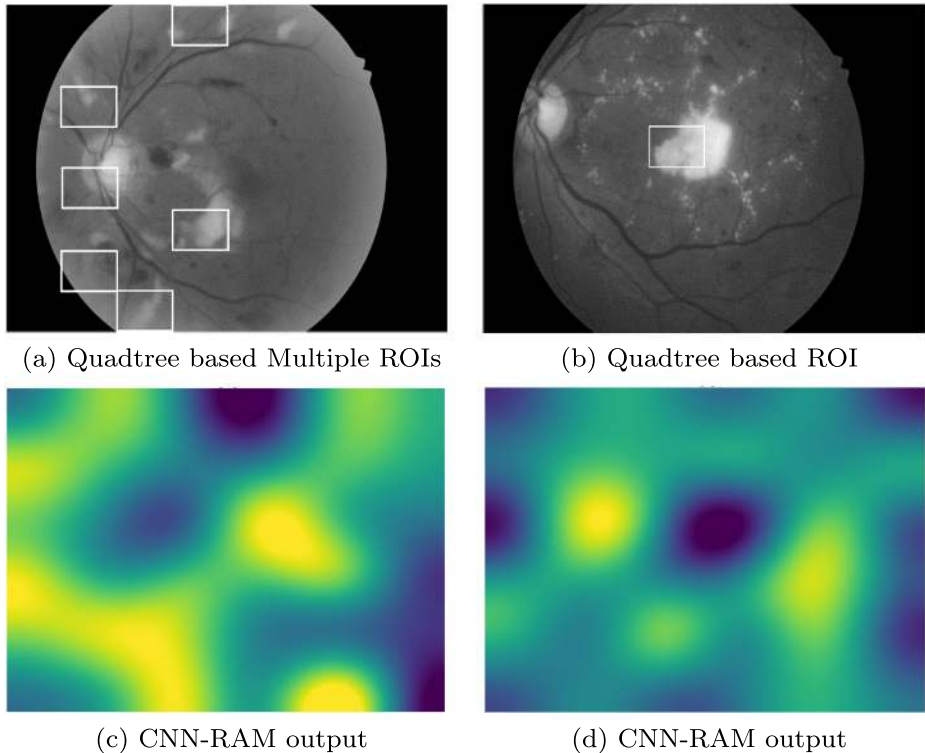 (a) Quadtree based Multiple ROIs
(b) Quadtree based ROI
(c) CNN-RAM output
(d) CNN-RAM output